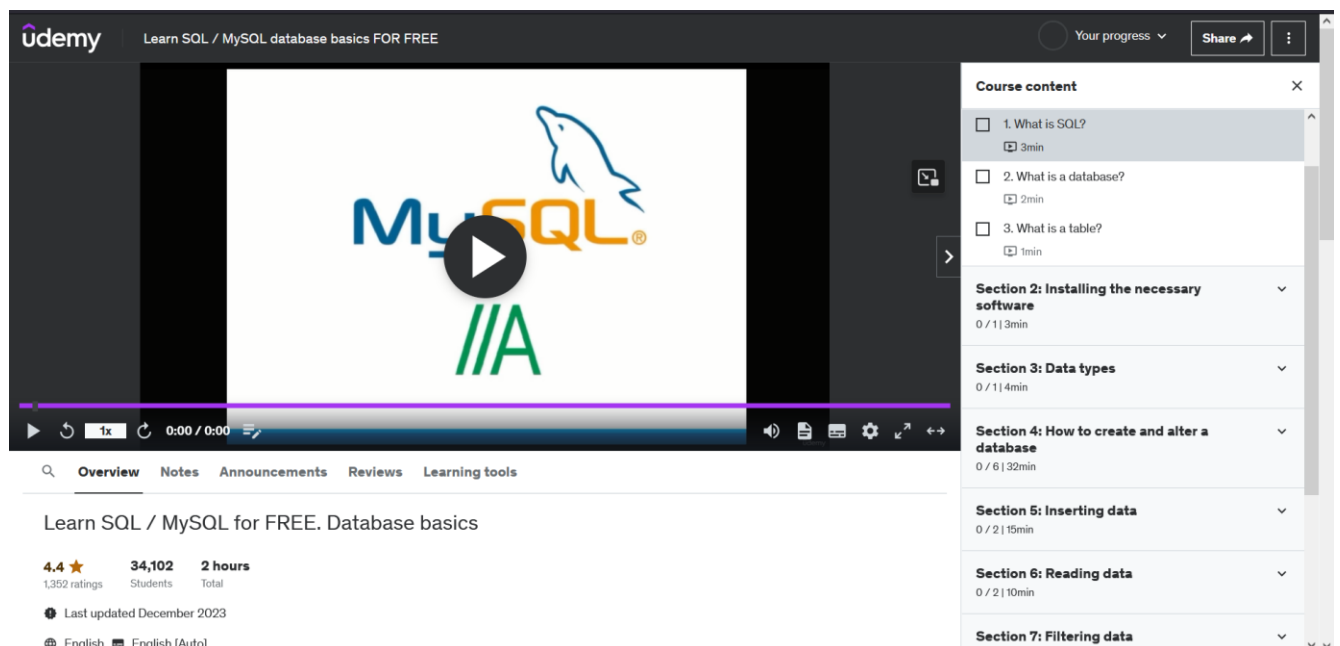 ûdemy
Learn SQL / MySQL database basics FOR FREE
Your progress
Share
MySQL®
//A
1x
0:00 / 0:00
Overview Notes Announcements Reviews Learning tools
Learn SQL / MySQL for FREE. Database basics
4.4 34,102 2 hours
1,352 ratings Students Total
Last updated December 2023
English English [Auto]
Course content
1. What is SQL?
3min
2. What is a database?
2min
3. What is a table?
1min
Section 2: Installing the necessary
software
0 / 1 | 3min
Section 3: Data types
0 / 1 | 4min
Section 4: How to create and alter a
database
0 / 6 | 32min
Section 5: Inserting data
0 / 2 | 15min
Section 6: Reading data
0 / 2 | 10min
Section 7: Filtering data